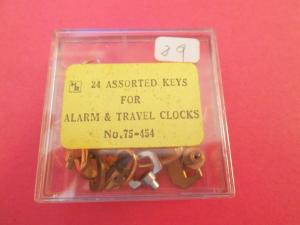 39
24 ASSORTED KEYS
FOR
ALARM & TRAVEL CLOCKS
No. 75-454